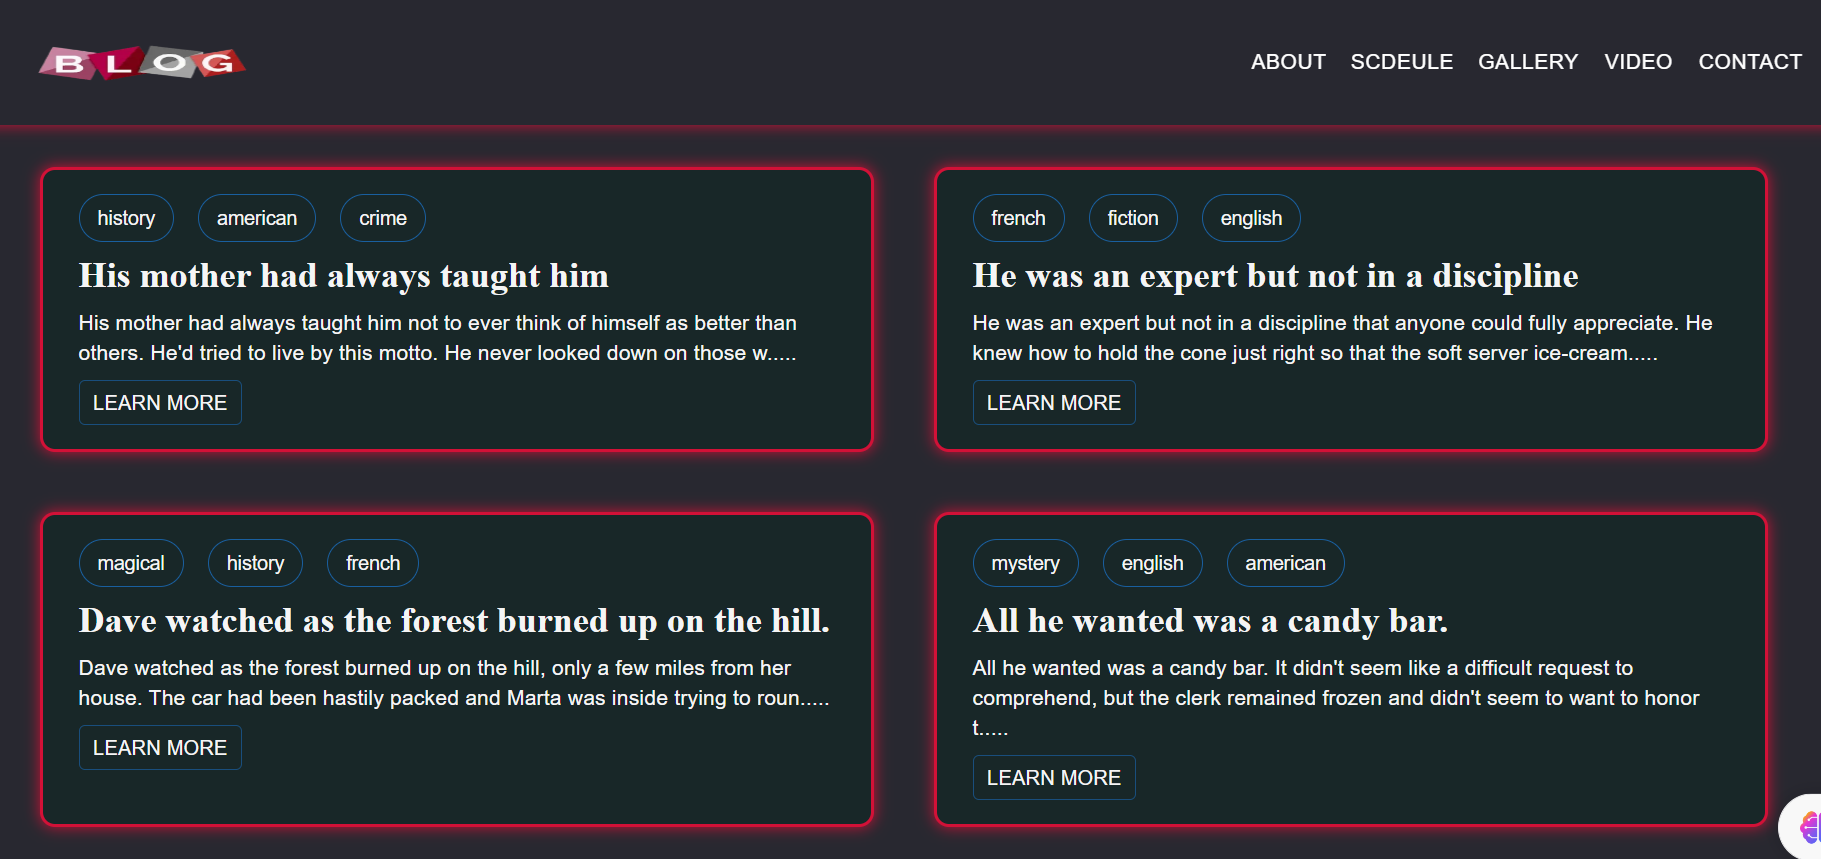 BLOG
ABOUT SCDEULE GALLERY VIDEO CONTACT
history american crime
His mother had always taught him
His mother had always taught him not to ever think of himself as better than
others. He'd tried to live by this motto. He never looked down on those w.....
LEARN MORE
french fiction english
He was an expert but not in a discipline
He was an expert but not in a discipline that anyone could fully appreciate. He
knew how to hold the cone just right so that the soft server ice-cream.....
LEARN MORE
magical history french
Dave watched as the forest burned up on the hill.
Dave watched as the forest burned up on the hill, only a few miles from her
house. The car had been hastily packed and Marta was inside trying to roun.....
LEARN MORE
mystery english american
All he wanted was a candy bar.
All he wanted was a candy bar. It didn't seem like a difficult request to
comprehend, but the clerk remained frozen and didn't seem to want to honor
t.....
LEARN MORE